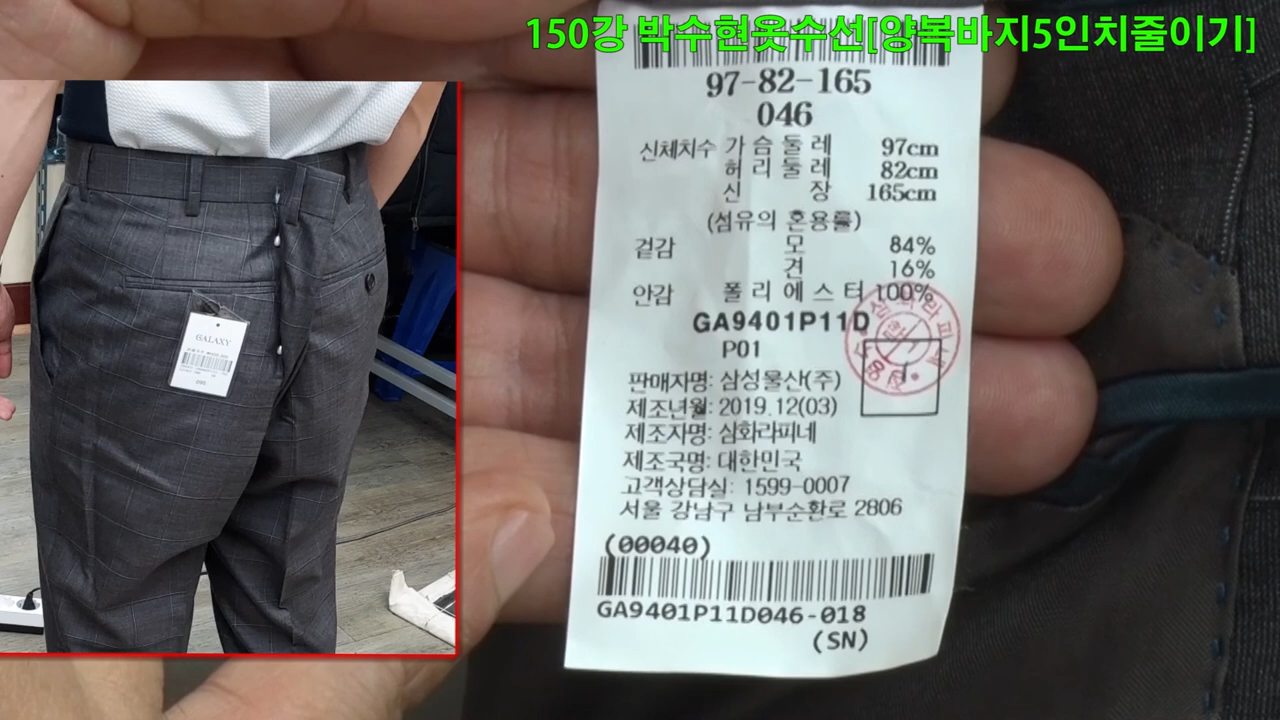 150강 박수현옷수선[양복바지5인치줄이기]
97-82-165
046
신체치수 가슴둘레 97cm
허리둘레 82cm
신 장 165cm
(섬유의 혼용률)
겉감 모 84%
견 16%
안감 폴리에스터 100%
GA9401P11D
P01
판매자명: 삼성물산(주)
제조년월: 2019.12(03)
제조자명: 삼화라피네
제조국명: 대한민국
고객상담실: 1599-0007
서울 강남구 남부순환로 2806
(00040)
GA9401P11D046-018
(SN)
GALAXY